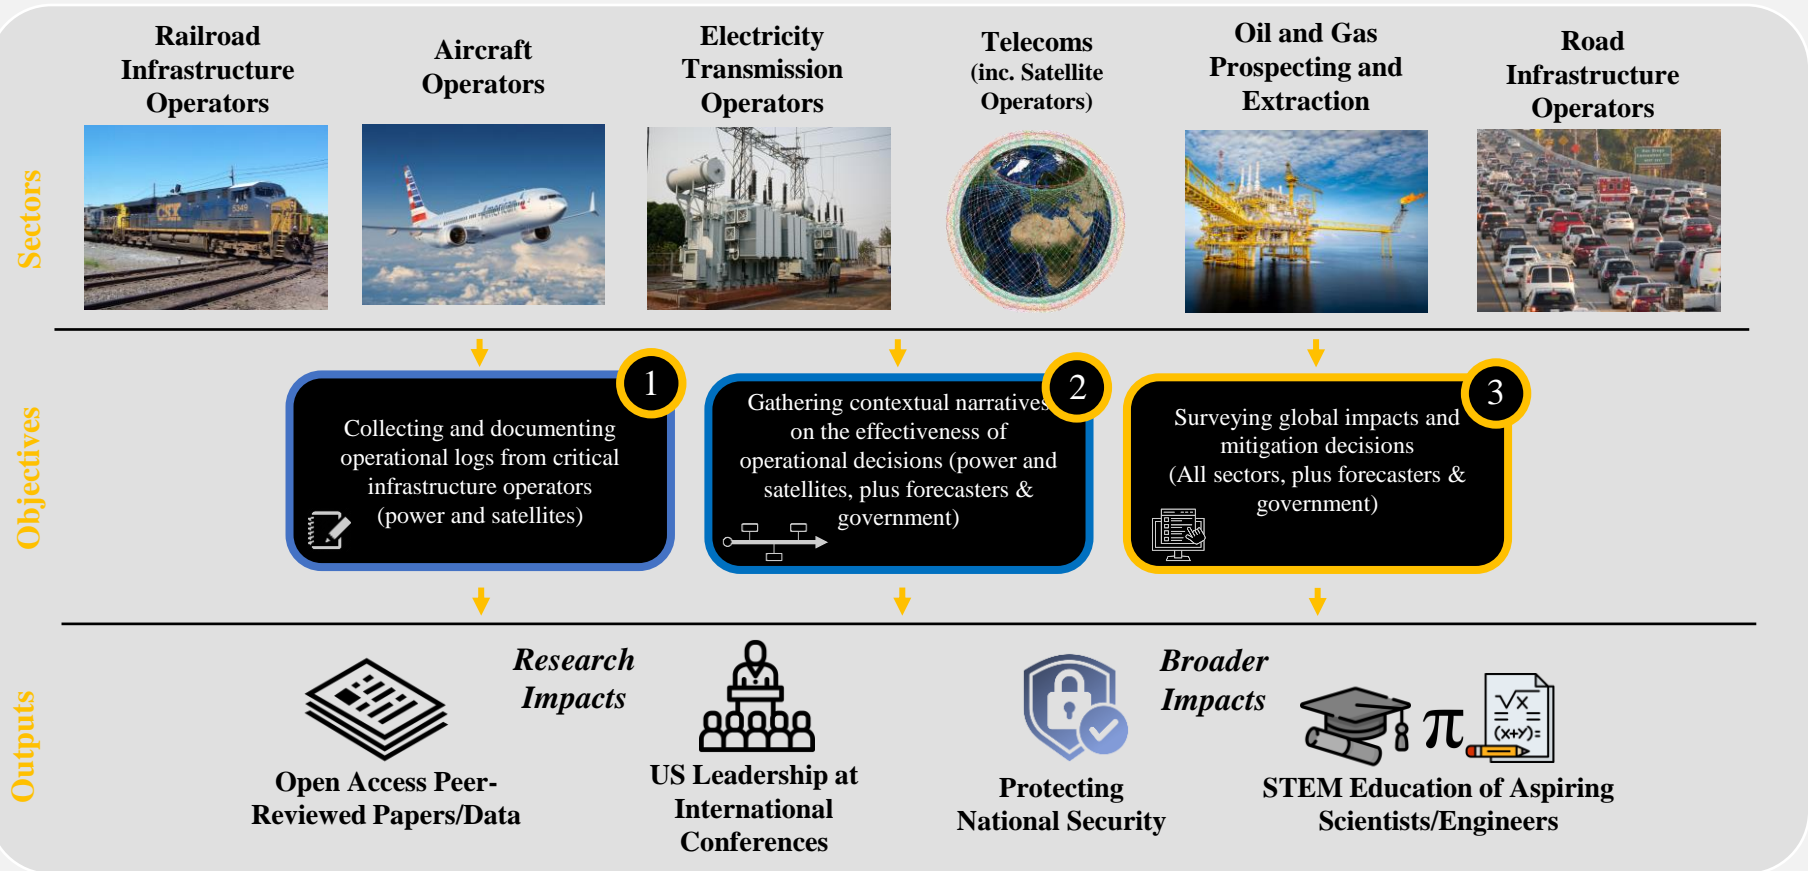 Railroad
Infrastructure
Operators
Aircraft
Operators
Electricity
Transmission
Operators
Telecoms
(inc. Satellite
Operators)
Oil and Gas
Prospecting and
Extraction
Road
Infrastructure
Operators
Sectors
CSX
5349
American
Objectives
1
Collecting and documenting
operational logs from critical
infrastructure operators
(power and satellites)
2
Gathering contextual narratives
on the effectiveness of
operational decisions (power and
satellites, plus forecasters &
government)
3
Surveying global impacts and
mitigation decisions
(All sectors, plus forecasters &
government)
Outputs
Research
Impacts
Broader
Impacts
Open Access Peer-
Reviewed Papers/Data
US Leadership at
International
Conferences
Protecting
National Security
π
√x
(x+y)=
STEM Education of Aspiring
Scientists/Engineers